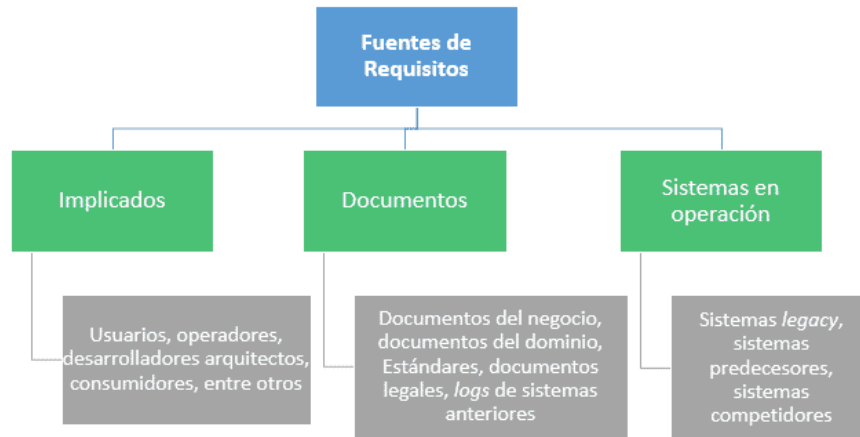 Fuentes de
Requisitos
Implicados
Documentos
Sistemas en
operación
Usuarios, operadores,
desarrolladores arquitectos,
consumidores, entre otros
Documentos del negocio,
documentos del dominio,
Estándares, documentos
legales, logs de sistemas
anteriores
Sistemas legacy,
sistemas
predecesores,
sistemas
competidores